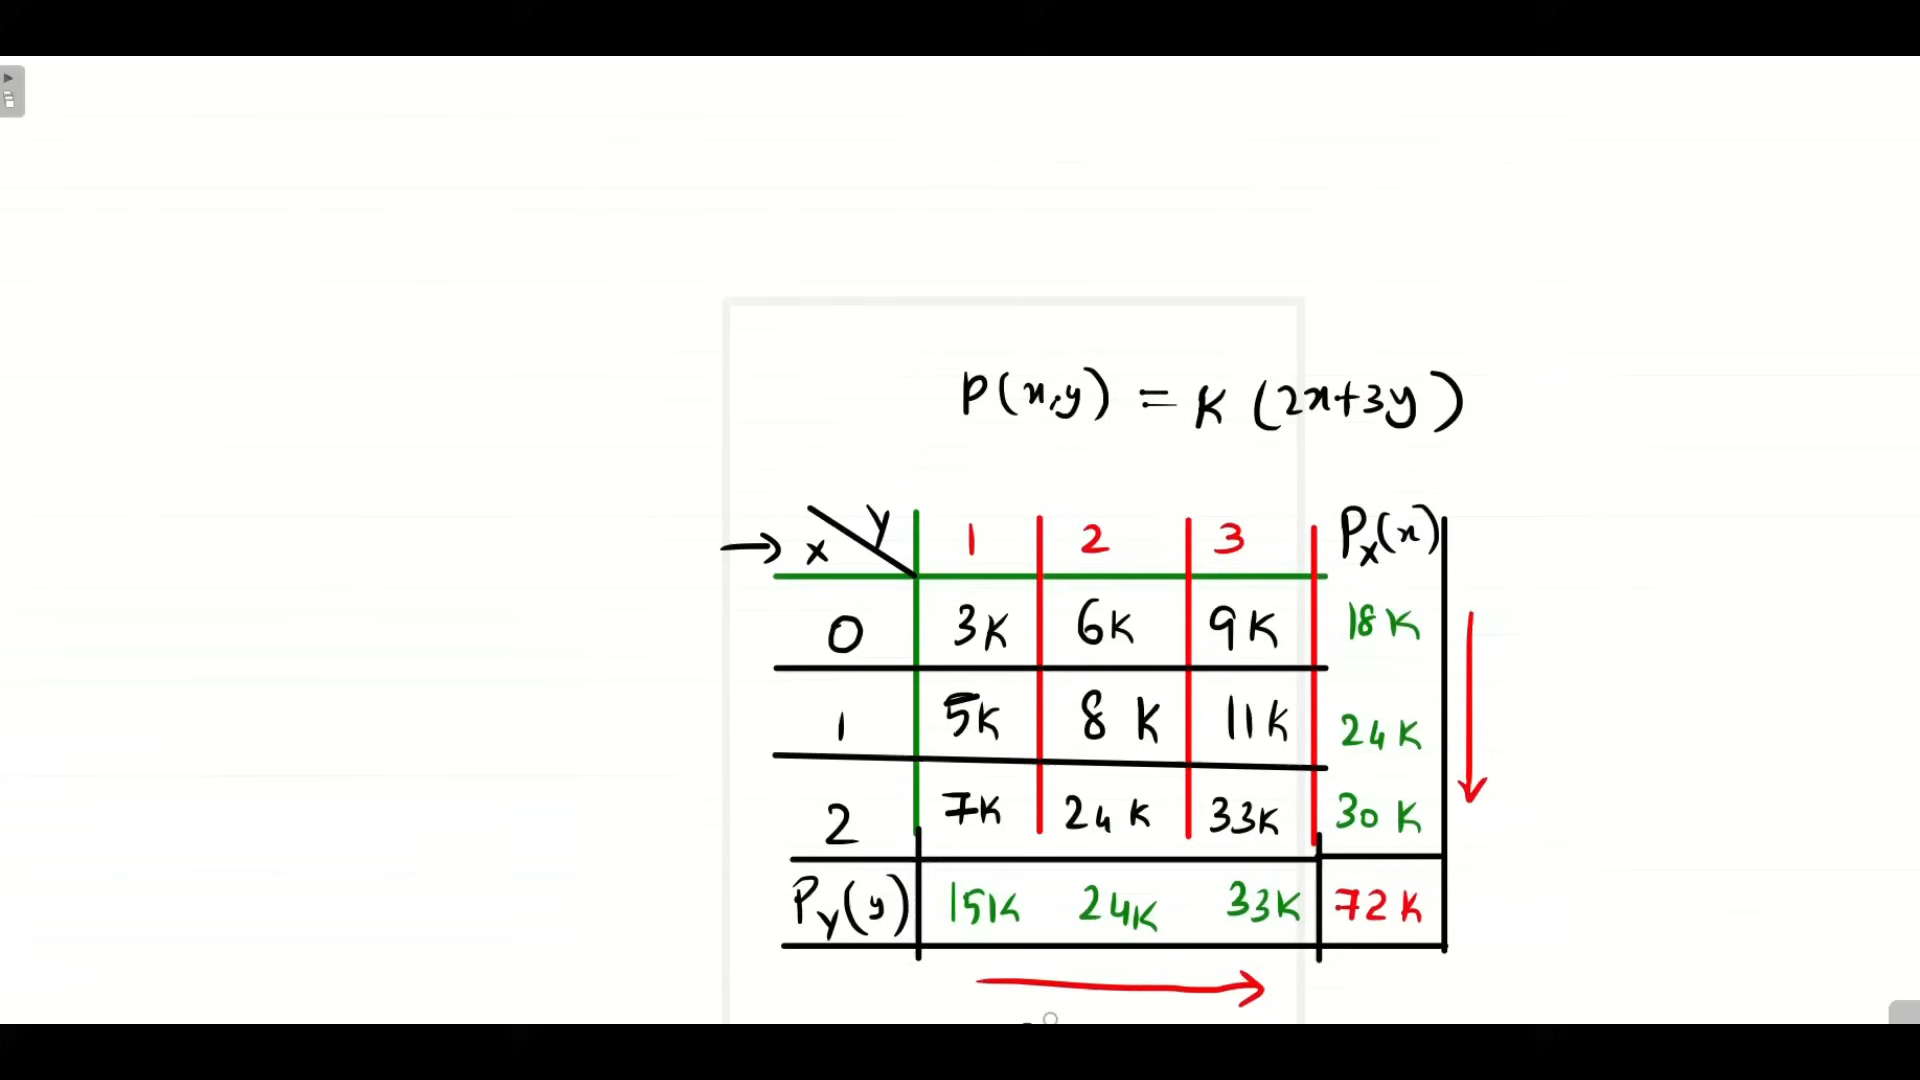 P(x,y) = K (2x+3y)
x y 1 2 3 Px(x)
0 3K 6K 9K 18K
1 5K 8K 11K 24K
2 7K 24K 33K 30K
Py(y) 15K 24K 33K 72K